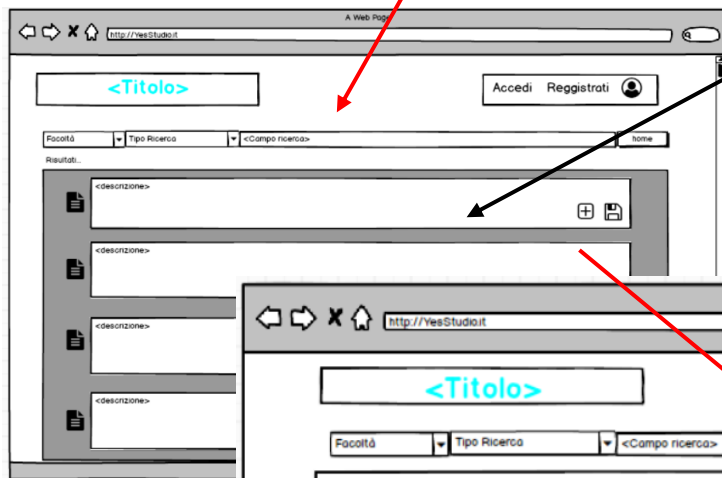 A Web Page
http://YesStudio.it
<Titolo>
Accedi Reggistrati
Facoltà Tipo Ricerca <Campo ricerca> home
Risultati..
<descrizione>
<descrizione>
<descrizione>
<descrizione>
http://YesStudio.it
<Titolo>
Facoltà Tipo Ricerca <Campo ricerca>